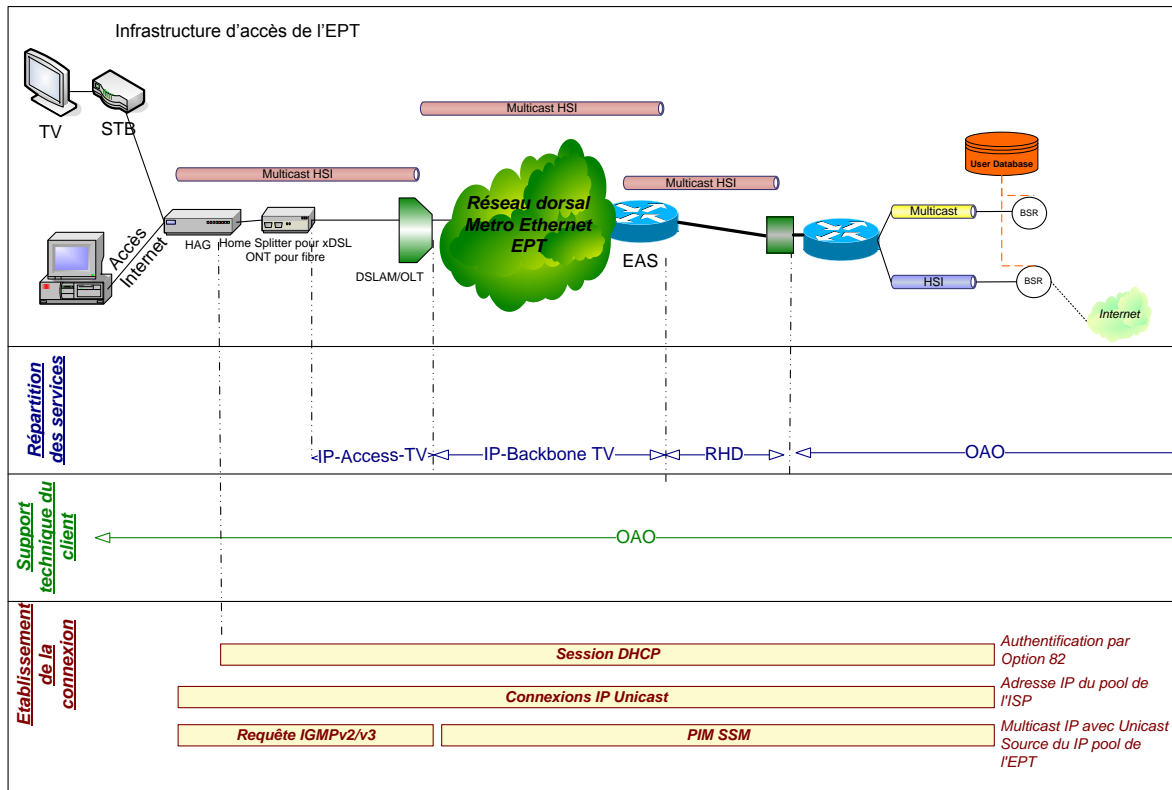 Infrastructure d'accès de l'EPT
TV
STB
Multicast HSI
Multicast HSI
Multicast HSI
Accès
Internet
HAG
Home Splitter pour xDSL
ONT pour fibre
DSLAM/OLT
Réseau dorsal
Metro Ethernet
EPT
EAS
User Database
Multicast
BSR
HSI
BSR
Internet
Répartition
des services
IP-Access-TV
IP-Backbone TV
RHD
OAO
Support
technique du
client
OAO
Etablissement
de la
connexion
Session DHCP
Authentification par
Option 82
Connexions IP Unicast
Adresse IP du pool de
l'ISP
Requête IGMPv2/v3
PIM SSM
Multicast IP avec Unicast
Source du IP pool de
l'EPT